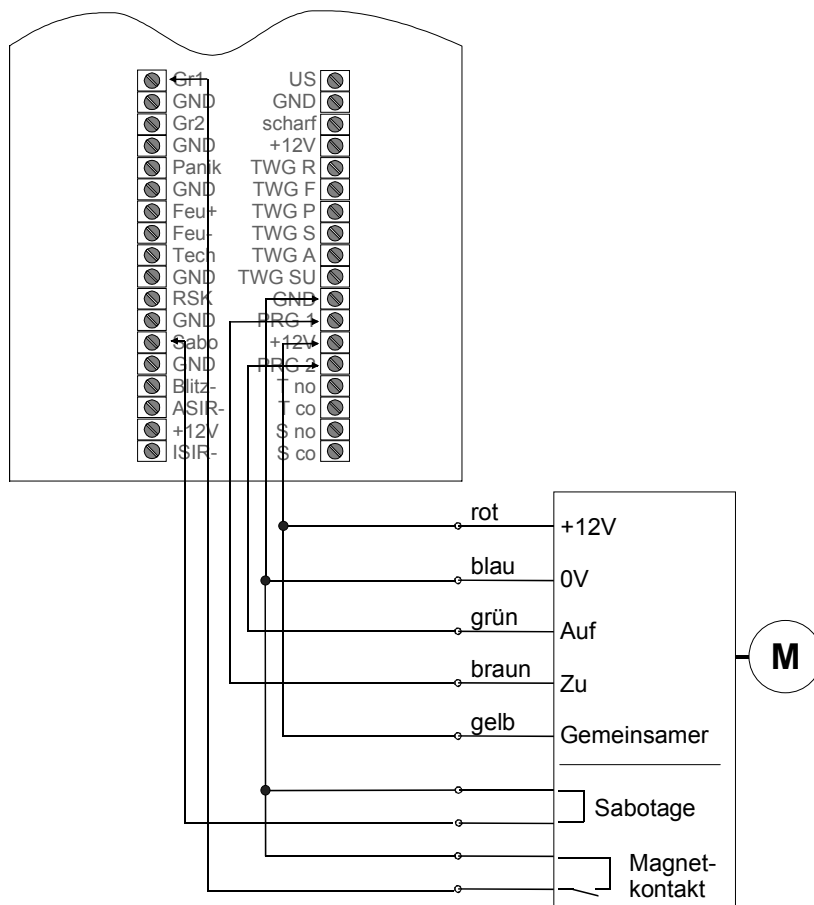 Gr1 US
GND GND
Gr2 scharf
GND +12V
Panik TWG R
GND TWG F
Feu+ TWG P
Feu- TWG S
Tech TWG A
GND TWG SU
RSK GND
GND PRG 1
Sabo +12V
GND PRG 2
Blitz- T no
ASIR- T co
+12V S no
ISIR- S co
rot +12V
blau 0V
grün Auf
M
braun Zu
gelb Gemeinsamer
Sabotage
Magnet-
kontakt